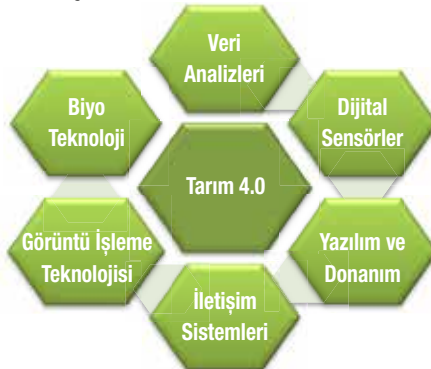 Veri
Analizleri
Biyo
Teknoloji
Dijital
Sensörler
Tarım 4.0
Görüntü İşleme
Teknolojisi
Yazılım ve
Donanım
İletişim
Sistemleri